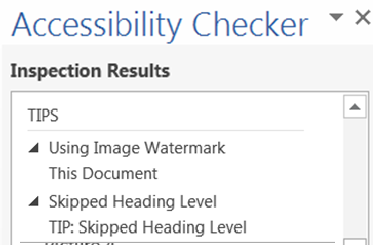 Accessibility Checker
Inspection Results
TIPS
Using Image Watermark
This Document
Skipped Heading Level
TIP: Skipped Heading Level